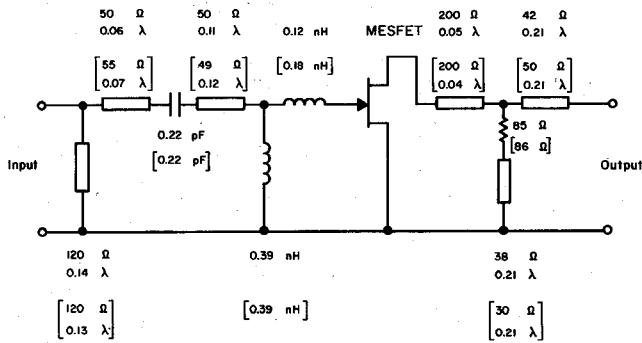 50 Ω
0.06 λ
[55 Ω
0.07 λ]
50 Ω
0.11 λ
[49 Ω
0.12 λ]
0.12 nH
[0.18 nH]
MESFET
200 Ω
0.05 λ
[200 Ω
0.04 λ]
42 Ω
0.21 λ
[50 Ω
0.21 λ]
0.22 pF
[0.22 pF]
85 Ω
[86 Ω]
Input
Output
120 Ω
0.14 λ
[120 Ω
0.13 λ]
0.39 nH
[0.39 nH]
38 Ω
0.21 λ
[30 Ω
0.21 λ]